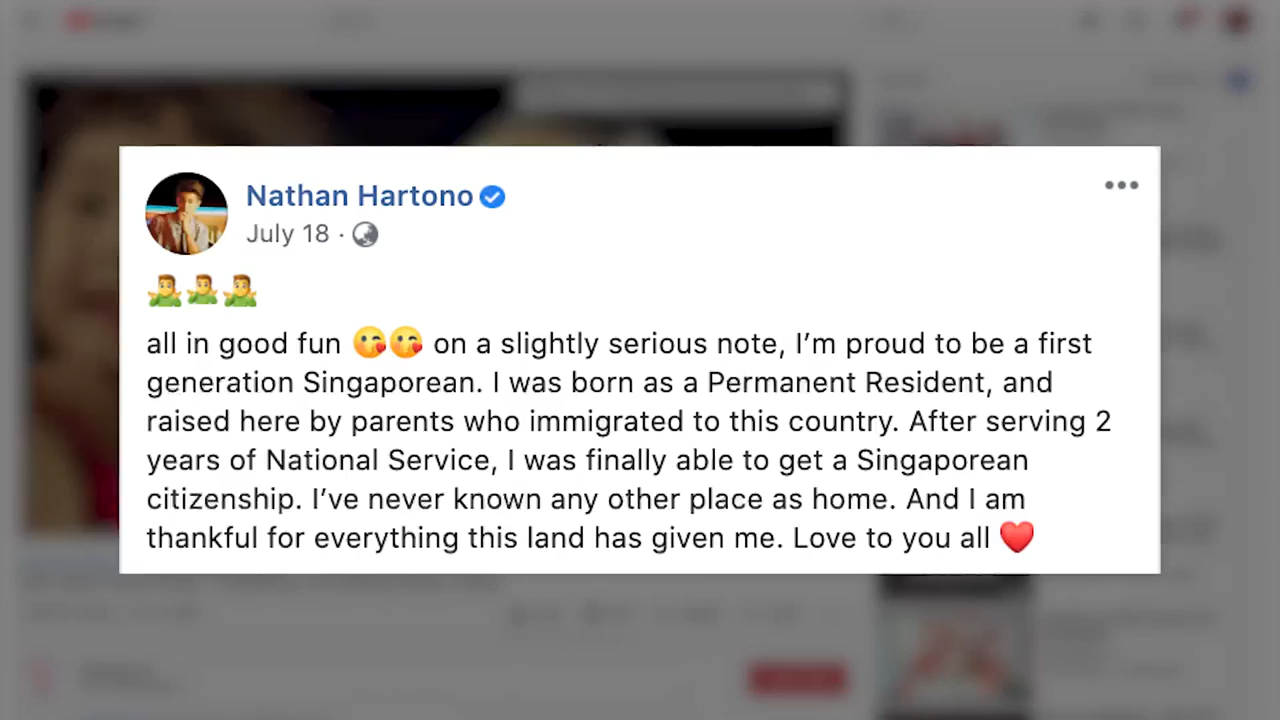 Nathan Hartono
July 18 ·
🤷‍♂️🤷‍♂️🤷‍♂️
all in good fun 😘😘 on a slightly serious note, I’m proud to be a first
generation Singaporean. I was born as a Permanent Resident, and
raised here by parents who immigrated to this country. After serving 2
years of National Service, I was finally able to get a Singaporean
citizenship. I’ve never known any other place as home. And I am
thankful for everything this land has given me. Love to you all ❤️